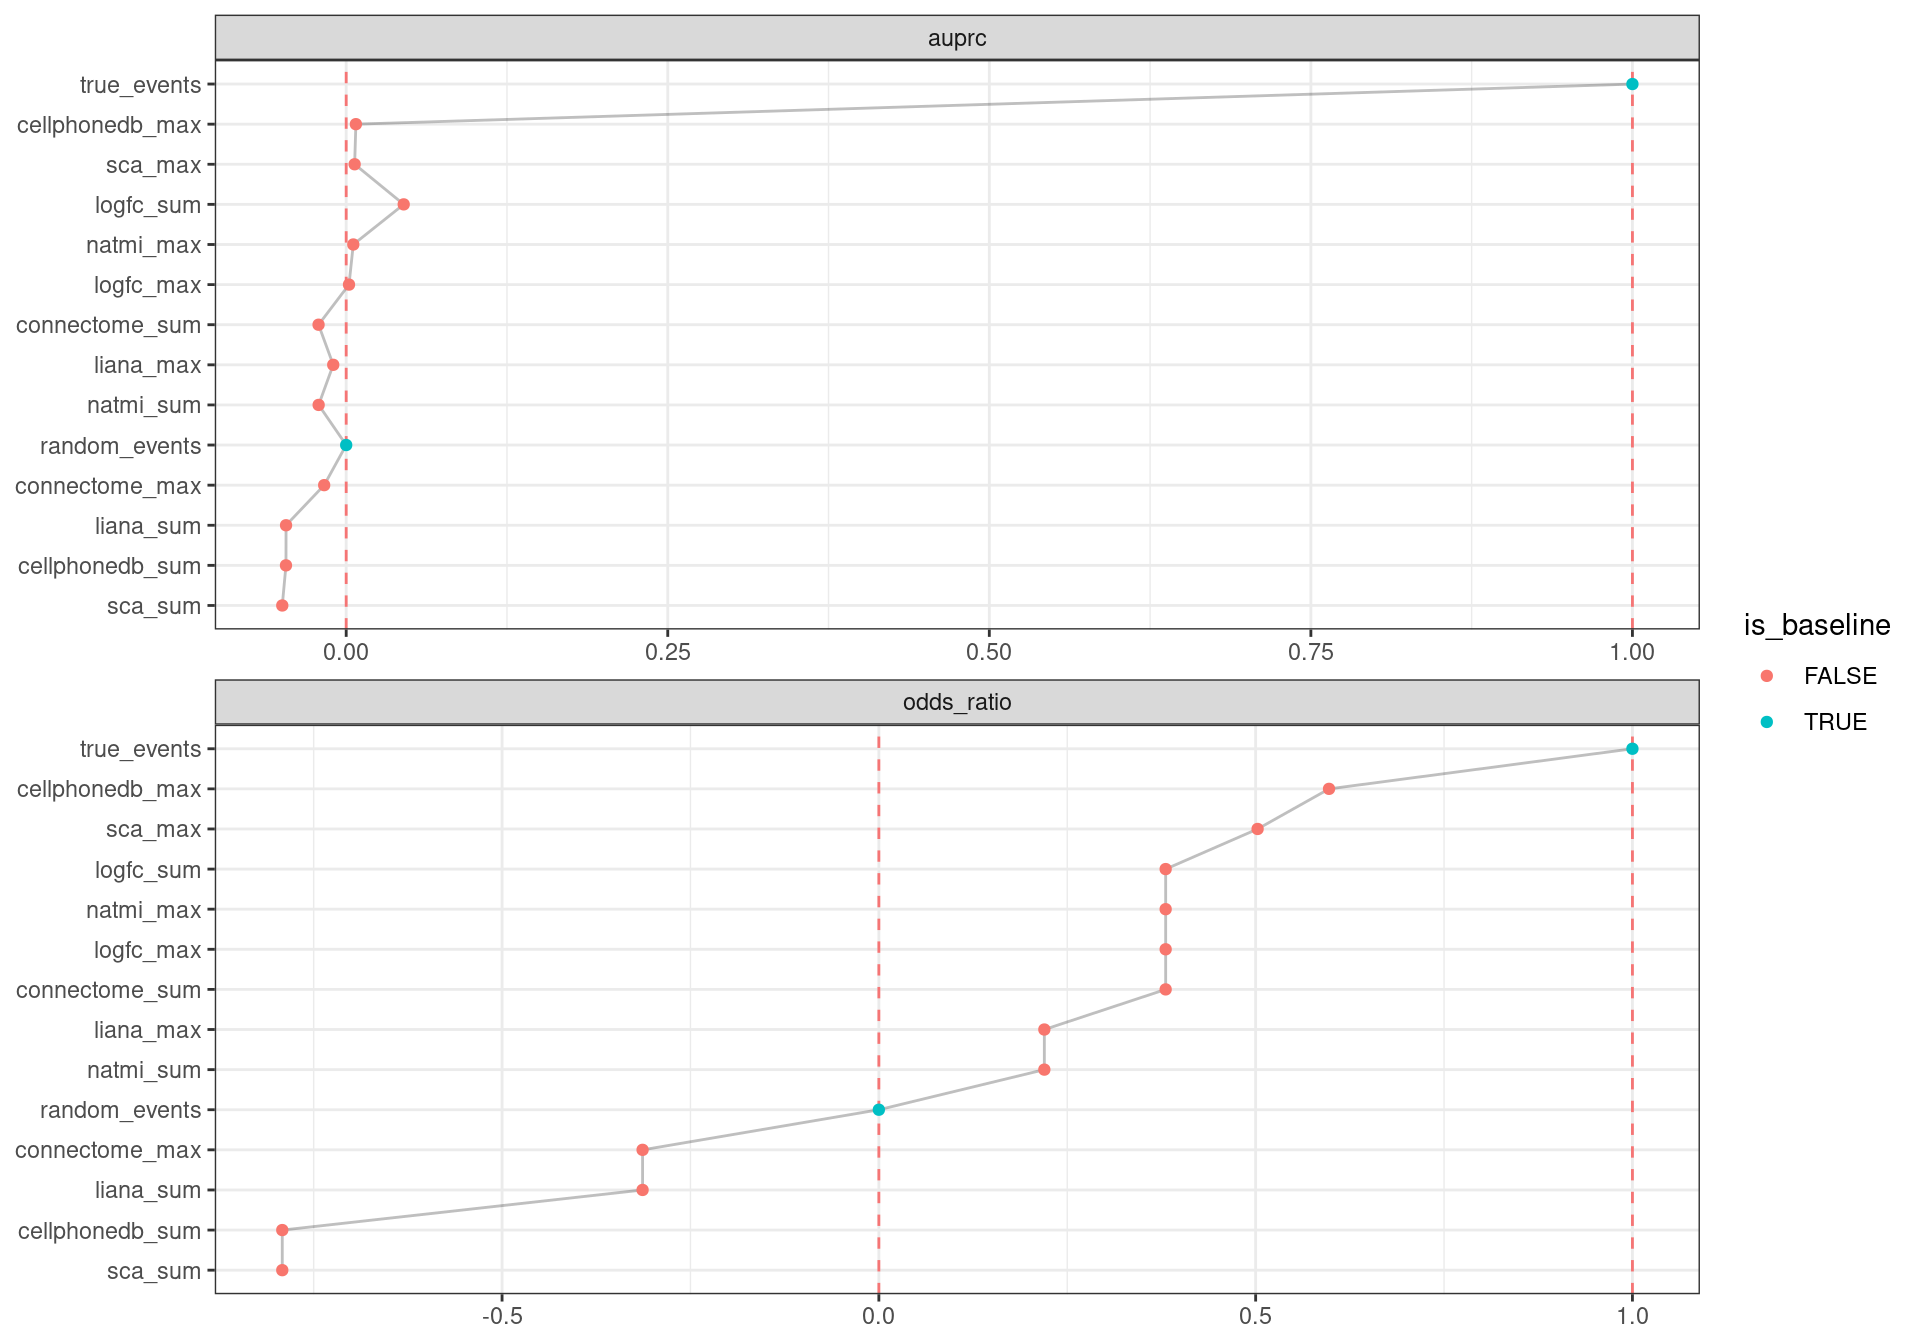 auprc
true_events
cellphonedb_max
sca_max
logfc_sum
natmi_max
logfc_max
connectome_sum
liana_max
natmi_sum
random_events
connectome_max
liana_sum
cellphonedb_sum
sca_sum
0.00 0.25 0.50 0.75 1.00
odds_ratio
true_events
cellphonedb_max
sca_max
logfc_sum
natmi_max
logfc_max
connectome_sum
liana_max
natmi_sum
random_events
connectome_max
liana_sum
cellphonedb_sum
sca_sum
-0.5 0.0 0.5 1.0
is_baseline
FALSE
TRUE